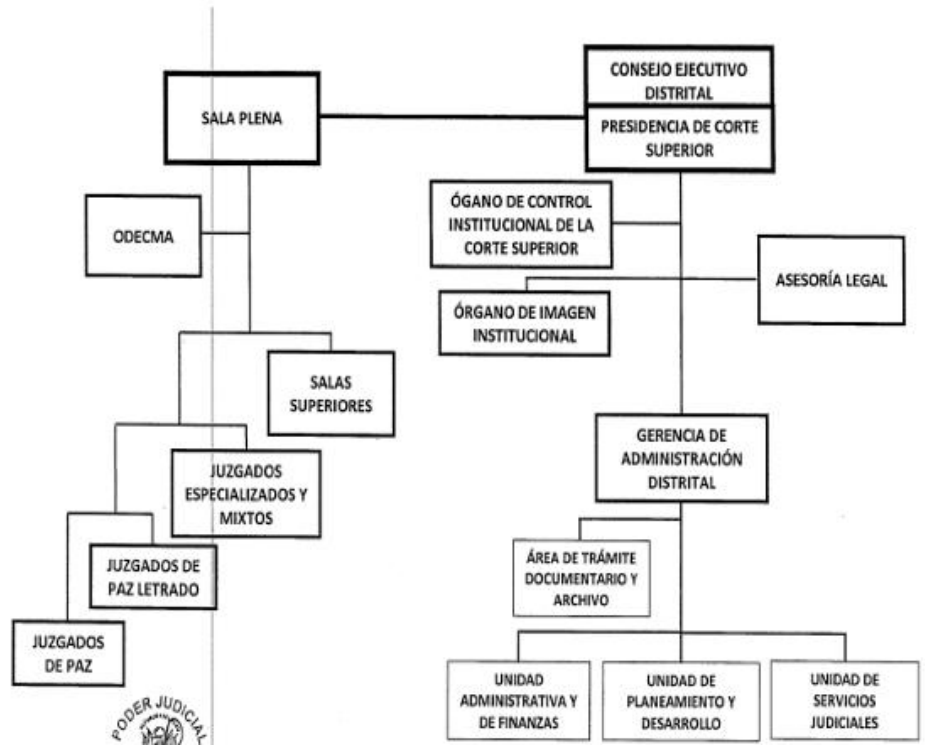 CONSEJO EJECUTIVO
DISTRITAL
SALA PLENA
PRESIDENCIA DE CORTE
SUPERIOR
ÓGANO DE CONTROL
INSTITUCIONAL DE LA
CORTE SUPERIOR
ODECMA
ASESORÍA LEGAL
ÓRGANO DE IMAGEN
INSTITUCIONAL
SALAS
SUPERIORES
GERENCIA DE
ADMINISTRACIÓN
DISTRITAL
JUZGADOS
ESPECIALIZADOS Y
MIXTOS
JUZGADOS DE
PAZ LETRADO
ÁREA DE TRÁMITE
DOCUMENTARIO Y
ARCHIVO
JUZGADOS
DE PAZ
UNIDAD
ADMINISTRATIVA Y
DE FINANZAS
UNIDAD DE
PLANEAMIENTO Y
DESARROLLO
UNIDAD DE
SERVICIOS
JUDICIALES
PODER JUDICIAL